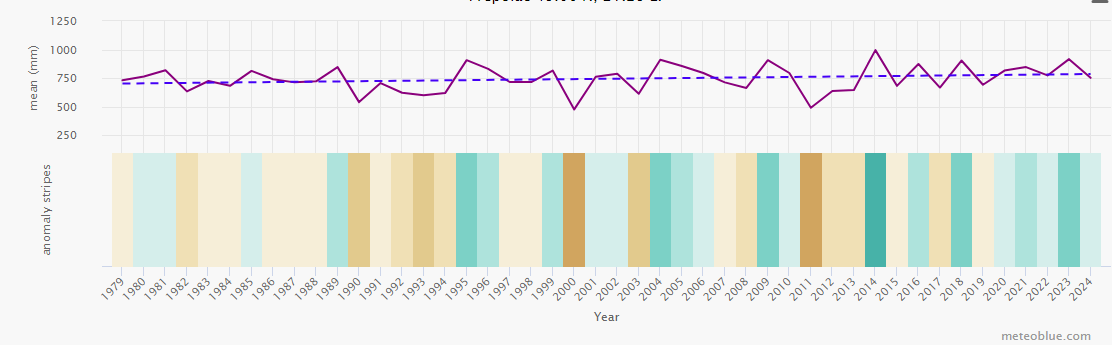 1250
1000
750
500
250
mean (mm)
anomaly stripes
1979 1980 1981 1982 1983 1984 1985 1986 1987 1988 1989 1990 1991 1992 1993 1994 1995 1996 1997 1998 1999 2000 2001 2002 2003 2004 2005 2006 2007 2008 2009 2010 2011 2012 2013 2014 2015 2016 2017 2018 2019 2020 2021 2022 2023 2024
Year
meteoblue.com